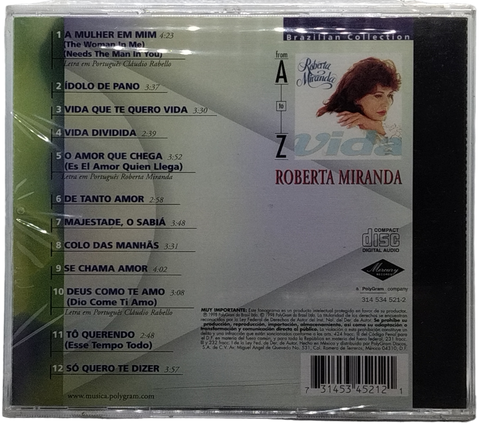 1 A MULHER EM MIM 4:23
(The Woman In Me)
(Needs The Man in You)
Letra em Português Cláudio Rabello
2 ÍDOLO DE PANO 3:37
3 VIDA QUE TE QUERO VIDA 3:30
4 VIDA DIVIDIDA 2:39
5 O AMOR QUE CHEGA 3:52
(Es El Amor Quien Llega)
Letra em Português Roberta Miranda
6 DE TANTO AMOR 2:58
7 MAJESTADE, O SABIÁ 3:48
8 COLO DAS MANHÃS 3:31
9 SE CHAMA AMOR 4:02
10 DEUS COMO TE AMO 3:08
(Dio Come Ti Amo)
Letra em Português Cláudio Rabello
11 TÔ QUERENDO 2:48
(Esse Tempo Todo)
12 SÓ QUERO TE DIZER 3:57
www.musica.polygram.com
Brazilian Collection
from
A
to
Z
Roberta
Miranda
Vida
ROBERTA MIRANDA
COMPACT
disc
DIGITAL AUDIO
Mercury
a PolyGram company
314 534 521-2
MUY IMPORTANTE:
7 31453 45212 1